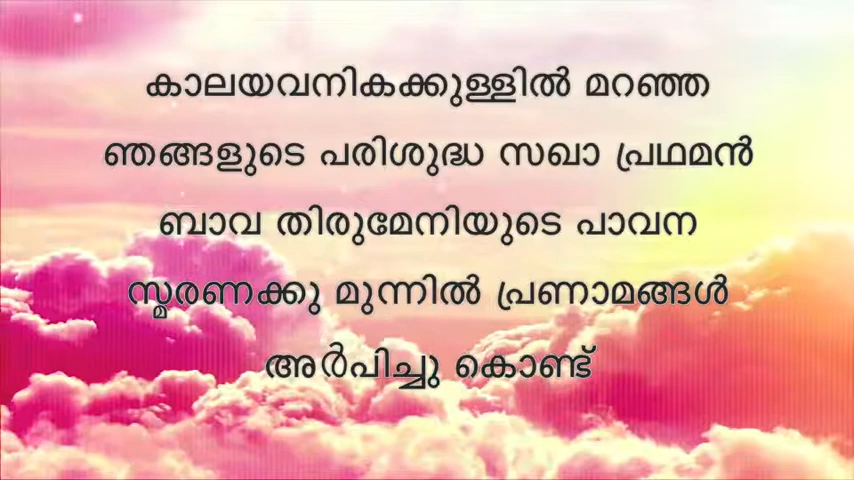 കാലയവനികക്കുള്ളിൽ മറഞ്ഞ
ഞങ്ങളുടെ പരിശുദ്ധ സഖാ പ്രഥമൻ
ബാവ തിരുമേനിയുടെ പാവന
സ്മരണക്കു മുന്നിൽ പ്രണാമങ്ങൾ
അർപിച്ചു കൊണ്ട്